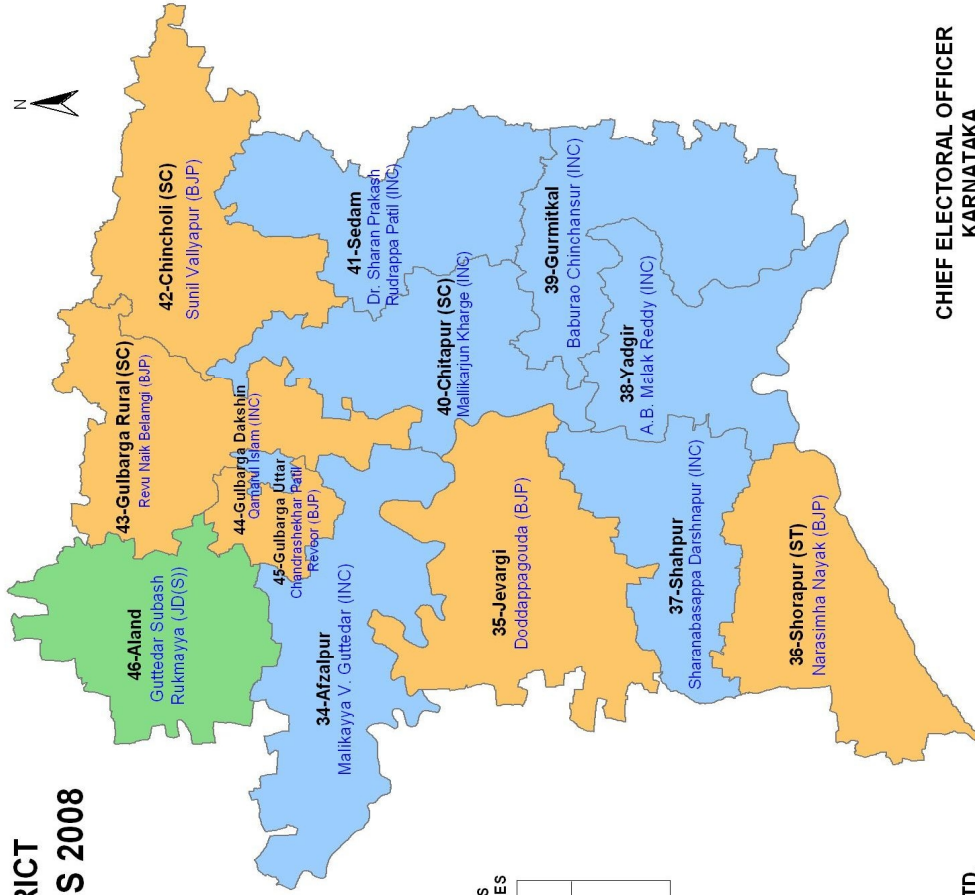 RICT
S 2008
N
42-Chincholi (SC)
Sunil Vallyapur (BJP)
43-Gulbarga Rural (SC)
Revu Naik Belamgi (BJP)
46-Aland
Guttedar Subash
Rukmayya (JD(S))
44-Gulbarga Dakshin
Qamarul Islam (INC)
45-Gulbarga Uttar
Chandrashekhar Patil
Revoor (BJP)
41-Sedam
Dr. Sharan Prakash
Rudrappa Patil (INC)
34-Afzalpur
Malikayya V. Guttedar (INC)
40-Chitapur (SC)
Mallikarjun Kharge (INC)
39-Gurmitkal
Baburao Chinchansur (INC)
35-Jevargi
Doddappagouda (BJP)
38-Yadgir
A.B. Malak Reddy (INC)
37-Shahpur
Sharanabasappa Darshnapur (INC)
36-Shorapur (ST)
Narasimha Nayak (BJP)
S
ES
TD
CHIEF ELECTORAL OFFICER
KARNATAKA